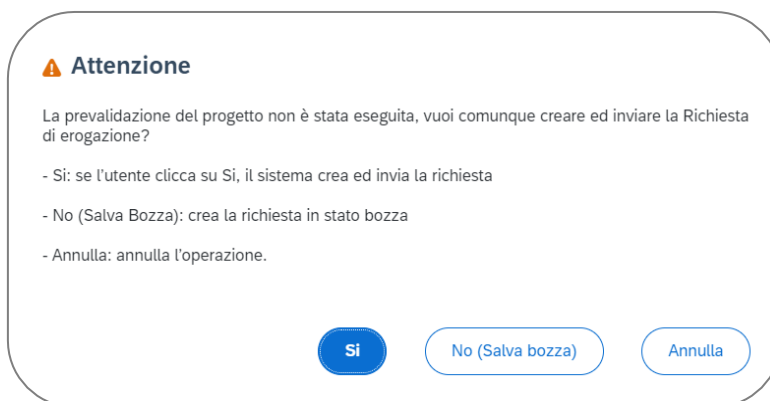 Attenzione
La prevalidazione del progetto non è stata eseguita, vuoi comunque creare ed inviare la Richiesta
di erogazione?
- Si: se l'utente clicca su Si, il sistema crea ed invia la richiesta
- No (Salva Bozza): crea la richiesta in stato bozza
- Annulla: annulla l'operazione.
Si
No (Salva bozza)
Annulla